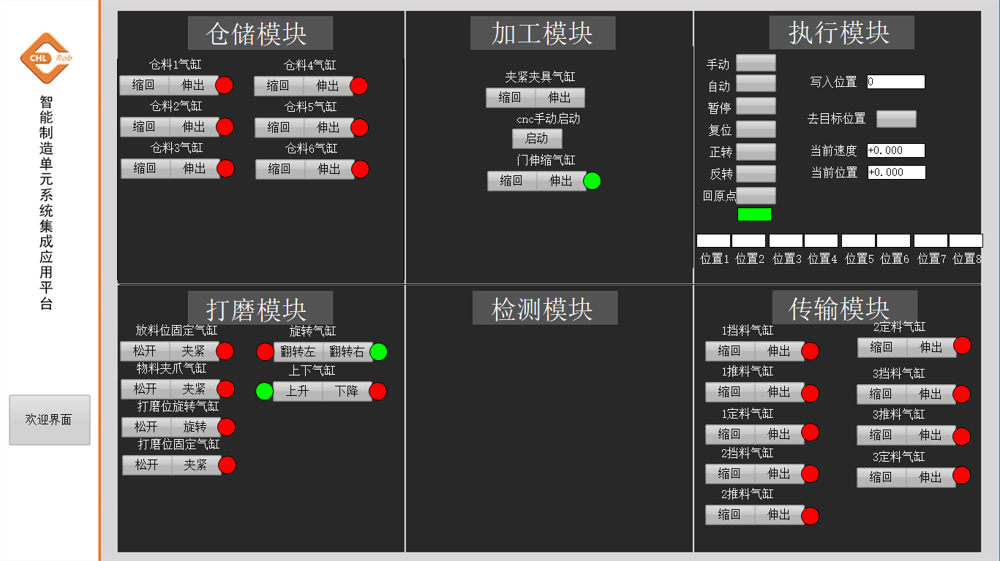 CHL Rob
智能制造单元系统集成应用平台
欢迎界面
仓储模块
仓料1气缸
缩回 伸出
仓料2气缸
缩回 伸出
仓料3气缸
缩回 伸出
仓料4气缸
缩回 伸出
仓料5气缸
缩回 伸出
仓料6气缸
缩回 伸出
加工模块
夹紧夹具气缸
缩回 伸出
cnc手动启动
启动
门伸缩气缸
缩回 伸出
执行模块
手动
自动
暂停
复位
正转
反转
回原点
写入位置 0
去目标位置
当前速度 +0.000
当前位置 +0.000
位置1 位置2 位置3 位置4 位置5 位置6 位置7 位置8
打磨模块
放料位固定气缸
松开 夹紧
物料夹爪气缸
松开 夹紧
打磨位旋转气缸
松开 旋转
打磨位固定气缸
松开 夹紧
旋转气缸
翻转左 翻转右
上下气缸
上升 下降
检测模块
传输模块
1挡料气缸
缩回 伸出
1推料气缸
缩回 伸出
1定料气缸
缩回 伸出
2挡料气缸
缩回 伸出
2推料气缸
缩回 伸出
2定料气缸
缩回 伸出
3挡料气缸
缩回 伸出
3推料气缸
缩回 伸出
3定料气缸
缩回 伸出